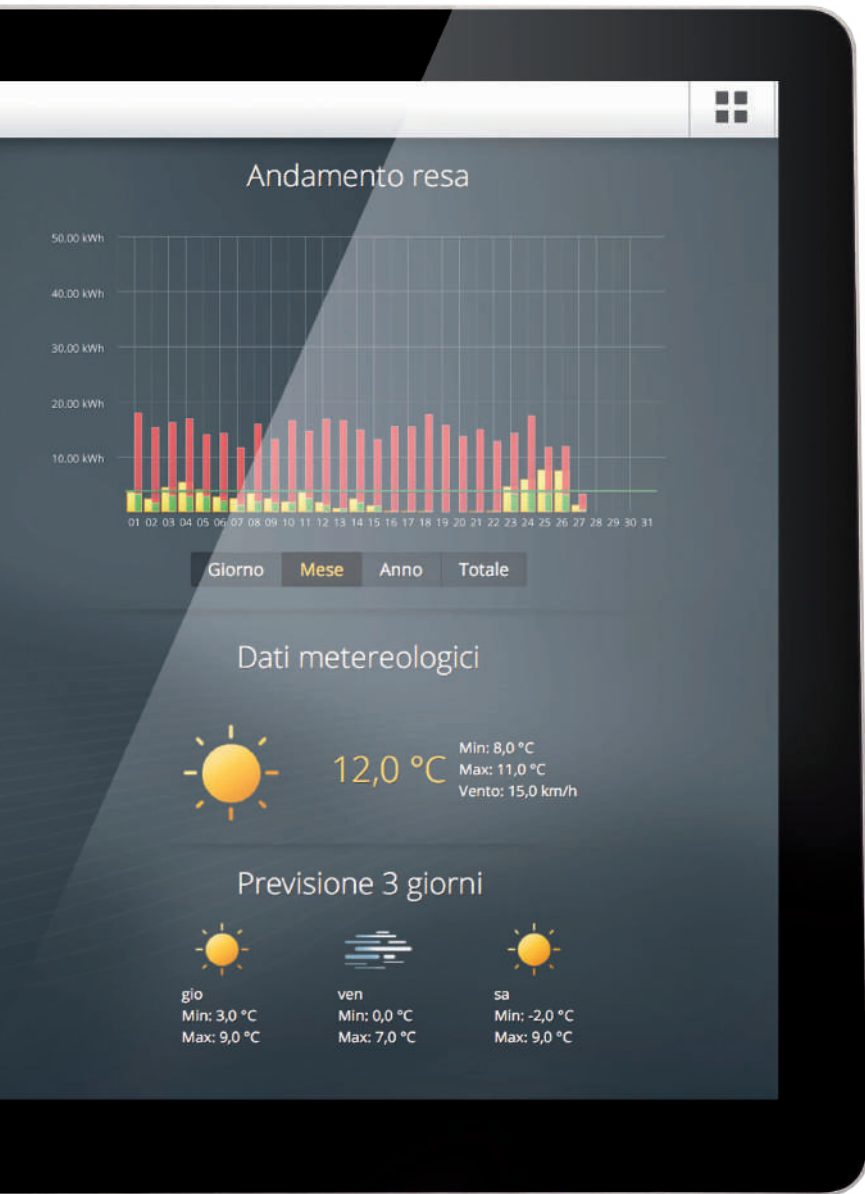 Andamento resa
50.00 kWh
40.00 kWh
30.00 kWh
20.00 kWh
10.00 kWh
01 02 03 04 05 06 07 08 09 10 11 12 13 14 15 16 17 18 19 20 21 22 23 24 25 26 27 28 29 30 31
Giorno Mese Anno Totale
Dati metereologici
12,0 °C
Min: 8,0 °C
Max: 11,0 °C
Vento: 15,0 km/h
Previsione 3 giorni
gio ven sa
Min: 3,0 °C Min: 0,0 °C Min: -2,0 °C
Max: 9,0 °C Max: 7,0 °C Max: 9,0 °C